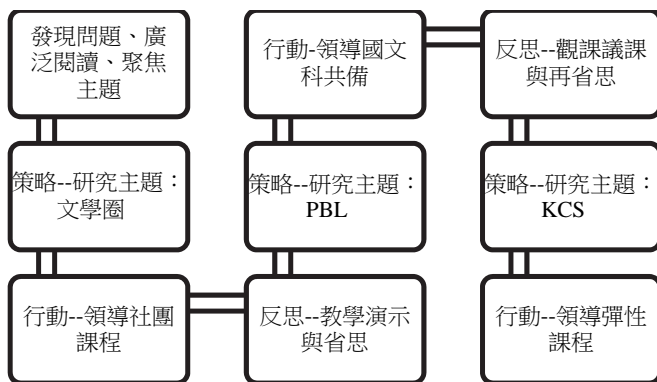 發現問題、廣
泛閱讀、聚焦
主題
策略--研究主題：
文學圈
行動--領導社團
課程
反思--教學演示
與省思
策略--研究主題：
PBL
行動-領導國文
科共備
反思--觀課議課
與再省思
策略--研究主題：
KCS
行動--領導彈性
課程